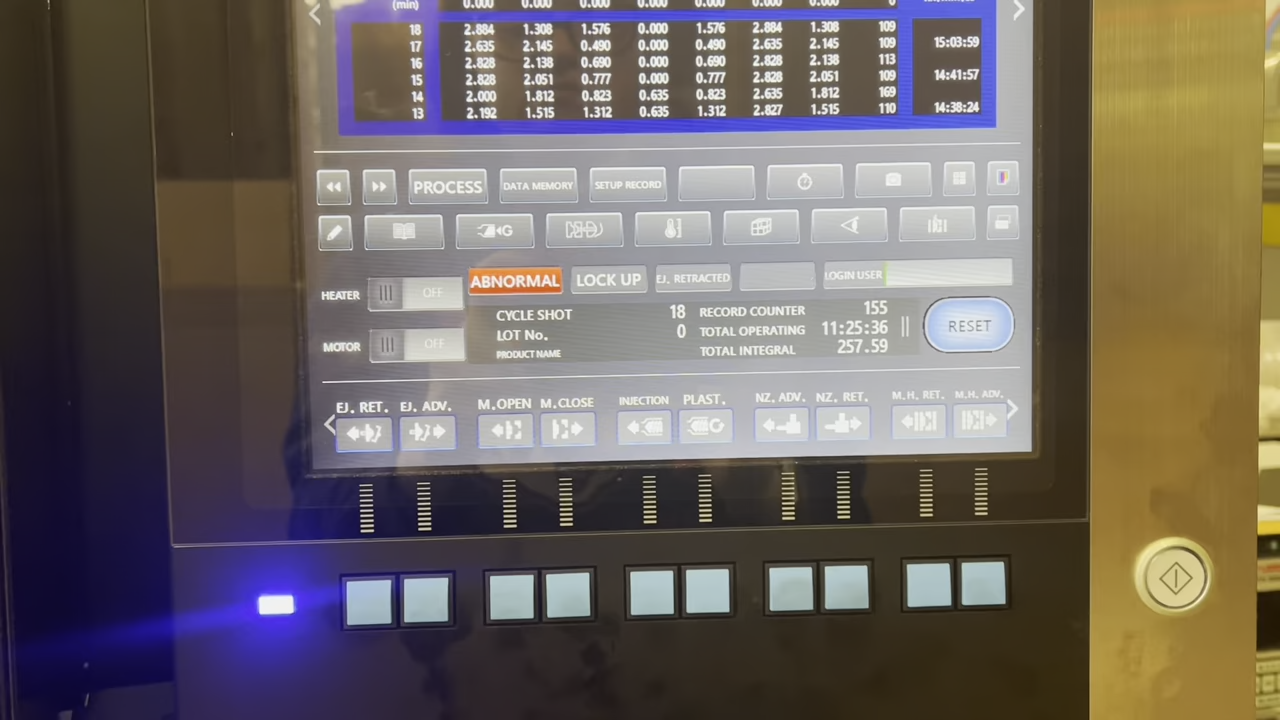 (min) 0.000 0.000 0.000 0.000 0.000 0.000 0.000 0
18 2.884 1.308 1.576 0.000 1.576 2.884 1.308 109
17 2.635 2.145 0.490 0.000 0.490 2.635 2.145 109 15:03:59
16 2.828 2.138 0.690 0.000 0.690 2.828 2.138 113
15 2.828 2.051 0.777 0.000 0.777 2.828 2.051 109 14:41:57
14 2.000 1.812 0.823 0.635 0.823 2.635 1.812 169
13 2.192 1.515 1.312 0.635 1.312 2.827 1.515 110 14:38:24
PROCESS DATA MEMORY SETUP RECORD
G
ABNORMAL LOCK UP EJ. RETRACTED LOGIN USER
HEATER OFF
CYCLE SHOT 18 RECORD COUNTER 155
LOT No. 0 TOTAL OPERATING 11:25:36
RESET
MOTOR OFF
PRODUCT NAME TOTAL INTEGRAL 257.59
EJ. RET. EJ. ADV. M.OPEN M.CLOSE INJECTION PLAST. NZ. ADV. NZ. RET. M.H. RET. M.H. ADV.